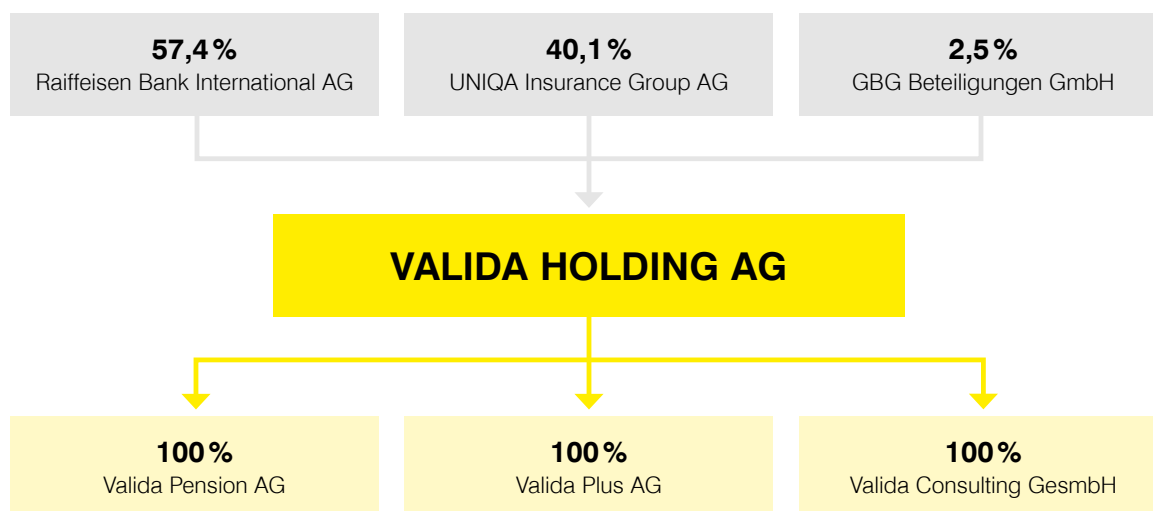 57,4 %
Raiffeisen Bank International AG
40,1 %
UNIQA Insurance Group AG
2,5 %
GBG Beteiligungen GmbH
VALIDA HOLDING AG
100 %
Valida Pension AG
100 %
Valida Plus AG
100 %
Valida Consulting GesmbH